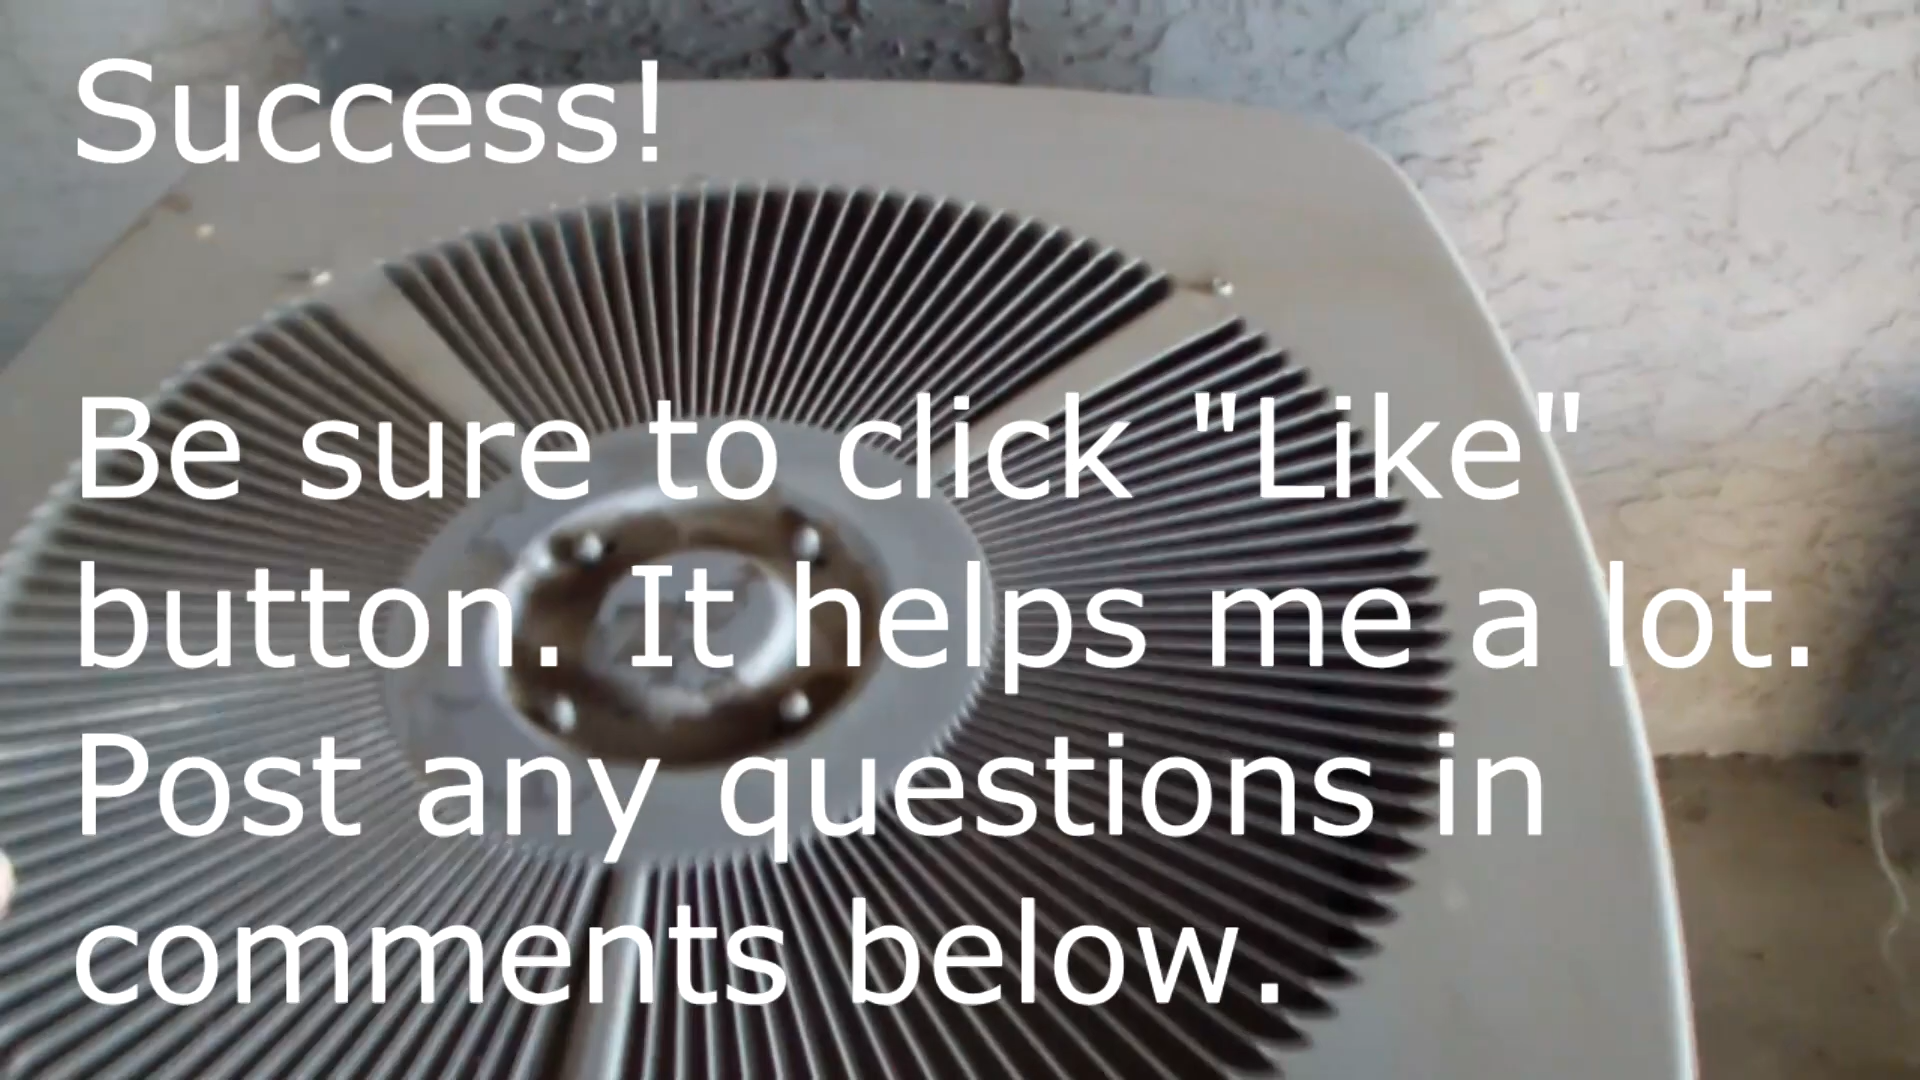 Success!
Be sure to click "Like"
button. It helps me a lot.
Post any questions in
comments below.